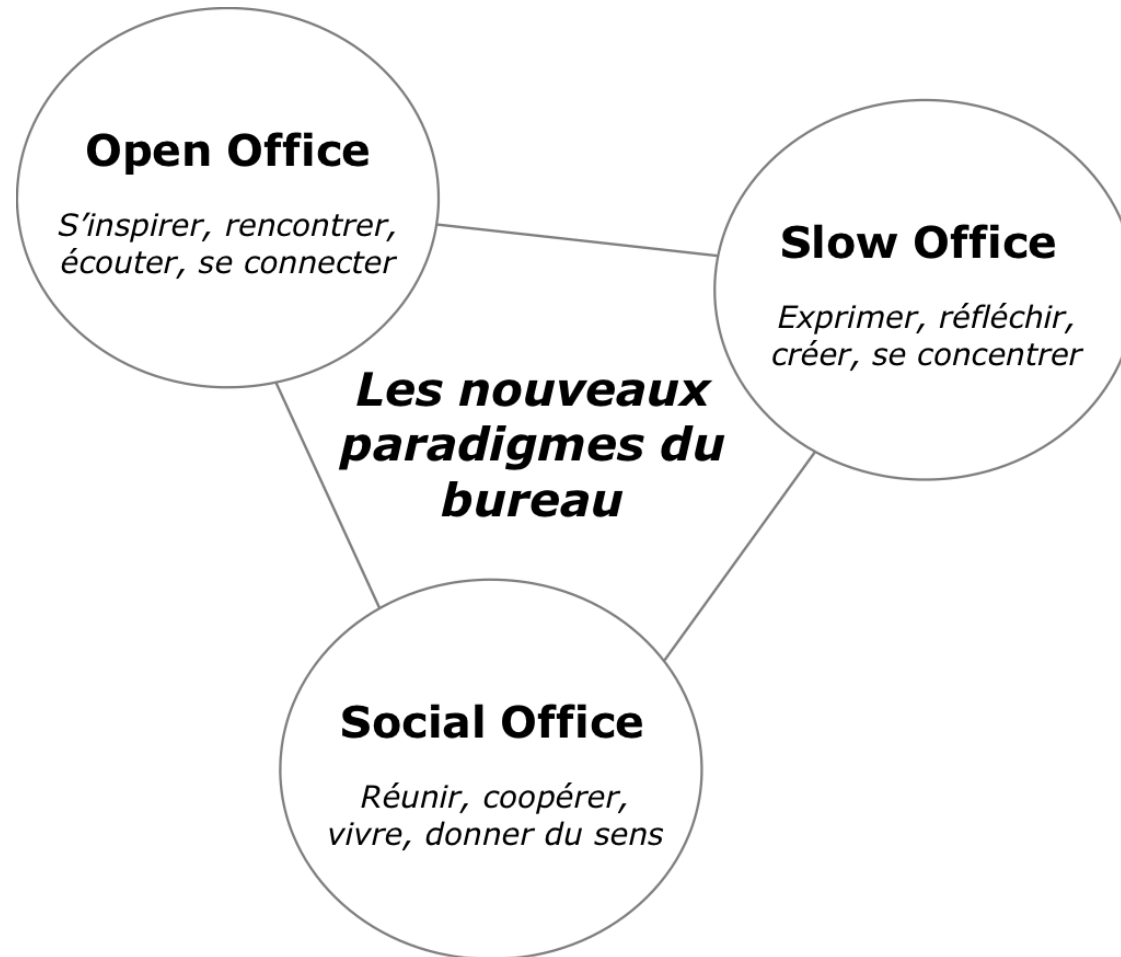 Open Office
S’inspirer, rencontrer,
écouter, se connecter
Slow Office
Exprimer, réfléchir,
créer, se concentrer
Les nouveaux
paradigmes du
bureau
Social Office
Réunir, coopérer,
vivre, donner du sens